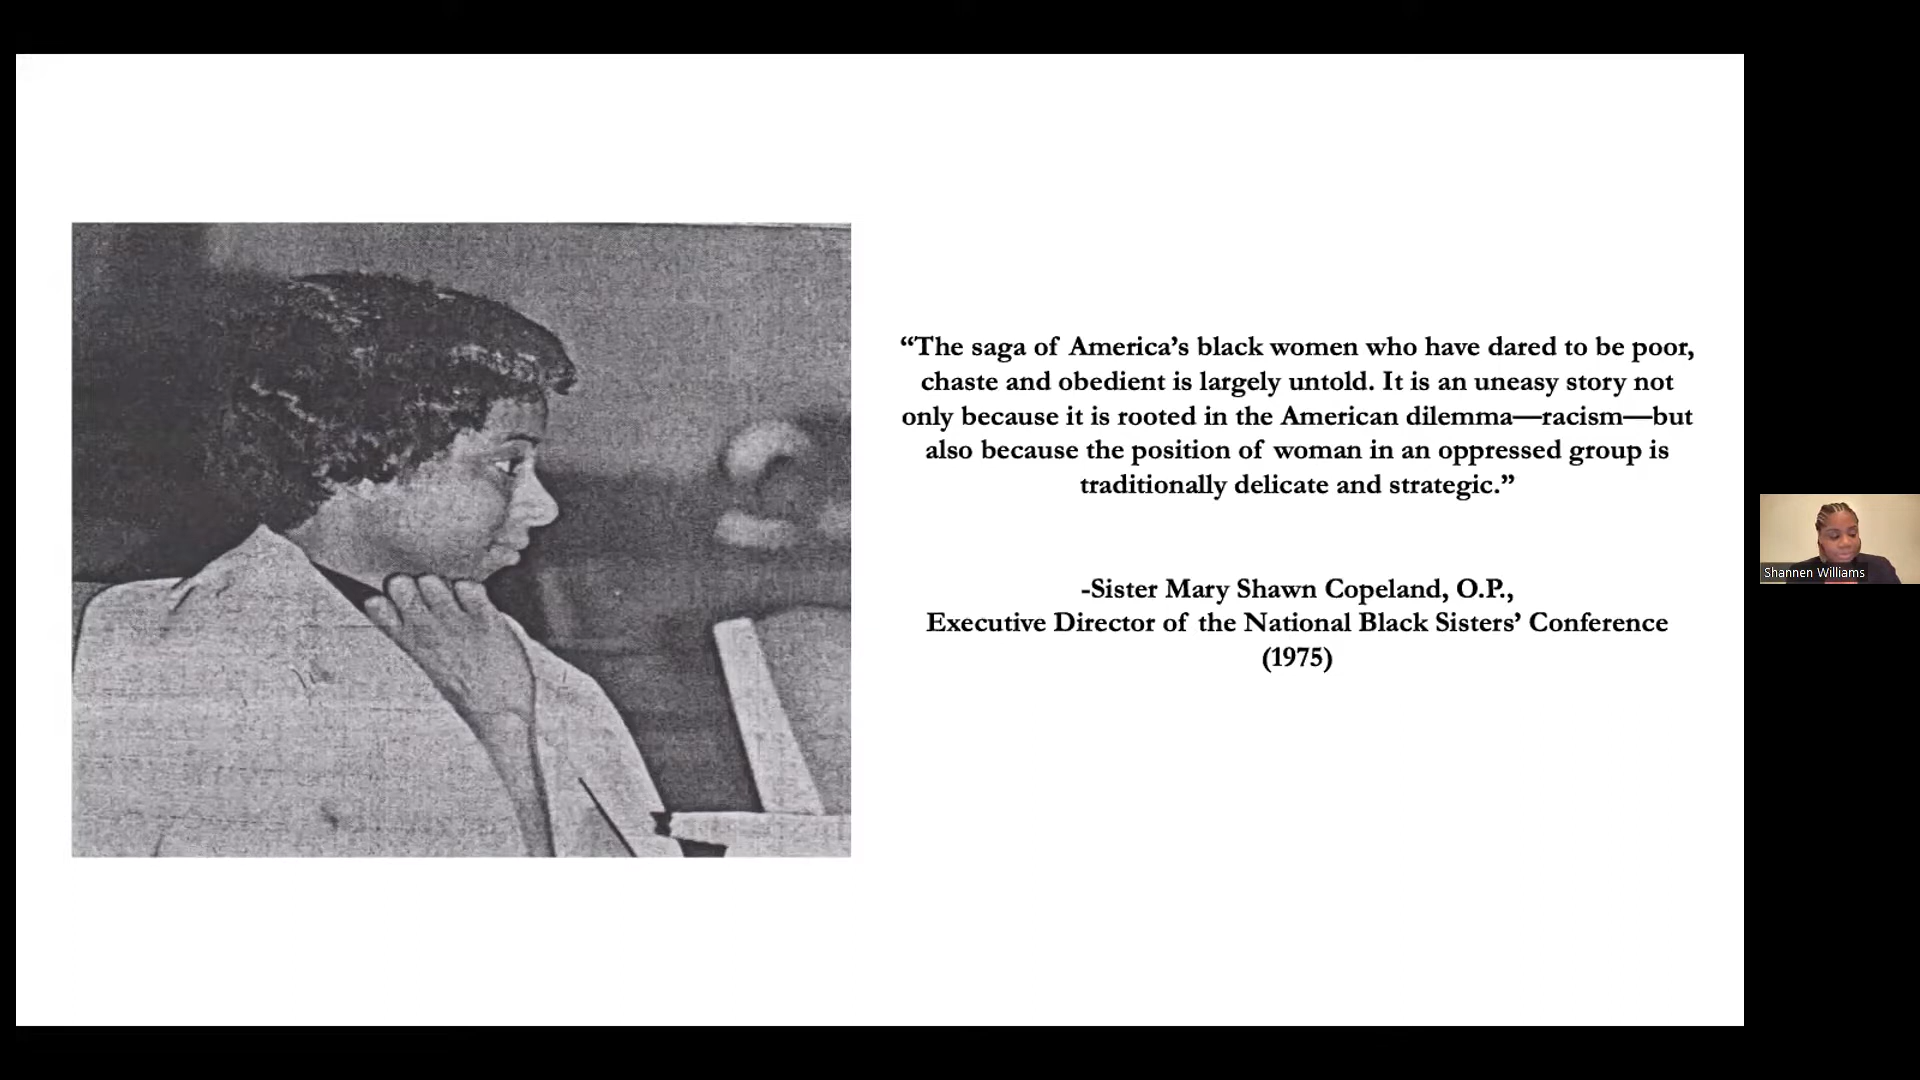 “The saga of America’s black women who have dared to be poor,
chaste and obedient is largely untold. It is an uneasy story not
only because it is rooted in the American dilemma—racism—but
also because the position of woman in an oppressed group is
traditionally delicate and strategic.”
-Sister Mary Shawn Copeland, O.P.,
Executive Director of the National Black Sisters’ Conference
(1975)
Shannen Williams